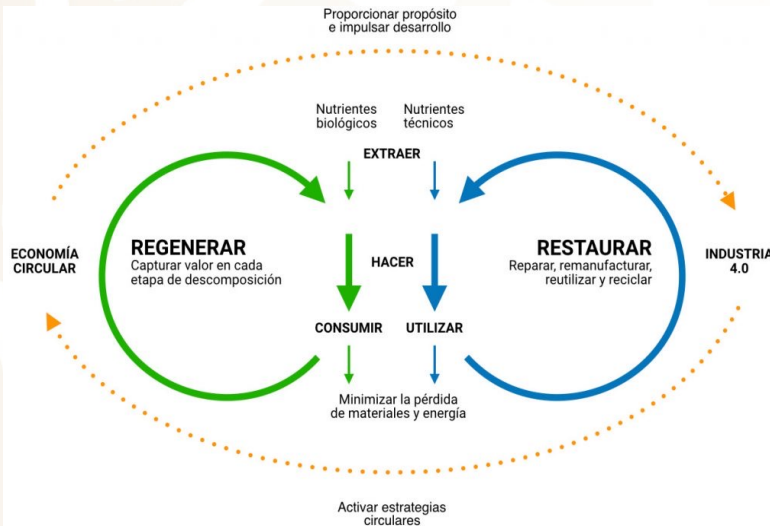 Proporcionar propósito
e impulsar desarrollo
Nutrientes
biológicos
Nutrientes
técnicos
EXTRAER
ECONOMÍA
CIRCULAR
REGENERAR
Capturar valor en cada
etapa de descomposición
HACER
RESTAURAR
Reparar, remanufacturar,
reutilizar y reciclar
INDUSTRIA
4.0
CONSUMIR
UTILIZAR
Minimizar la pérdida
de materiales y energía
Activar estrategias
circulares